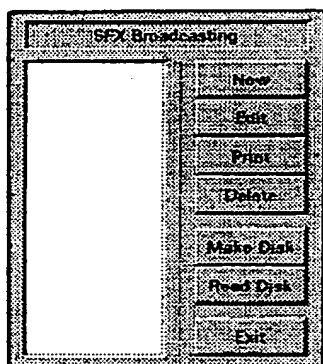 SFX Broadcasting
New
Edit
Print
Delete
Make Disk
Read Disk
Exit